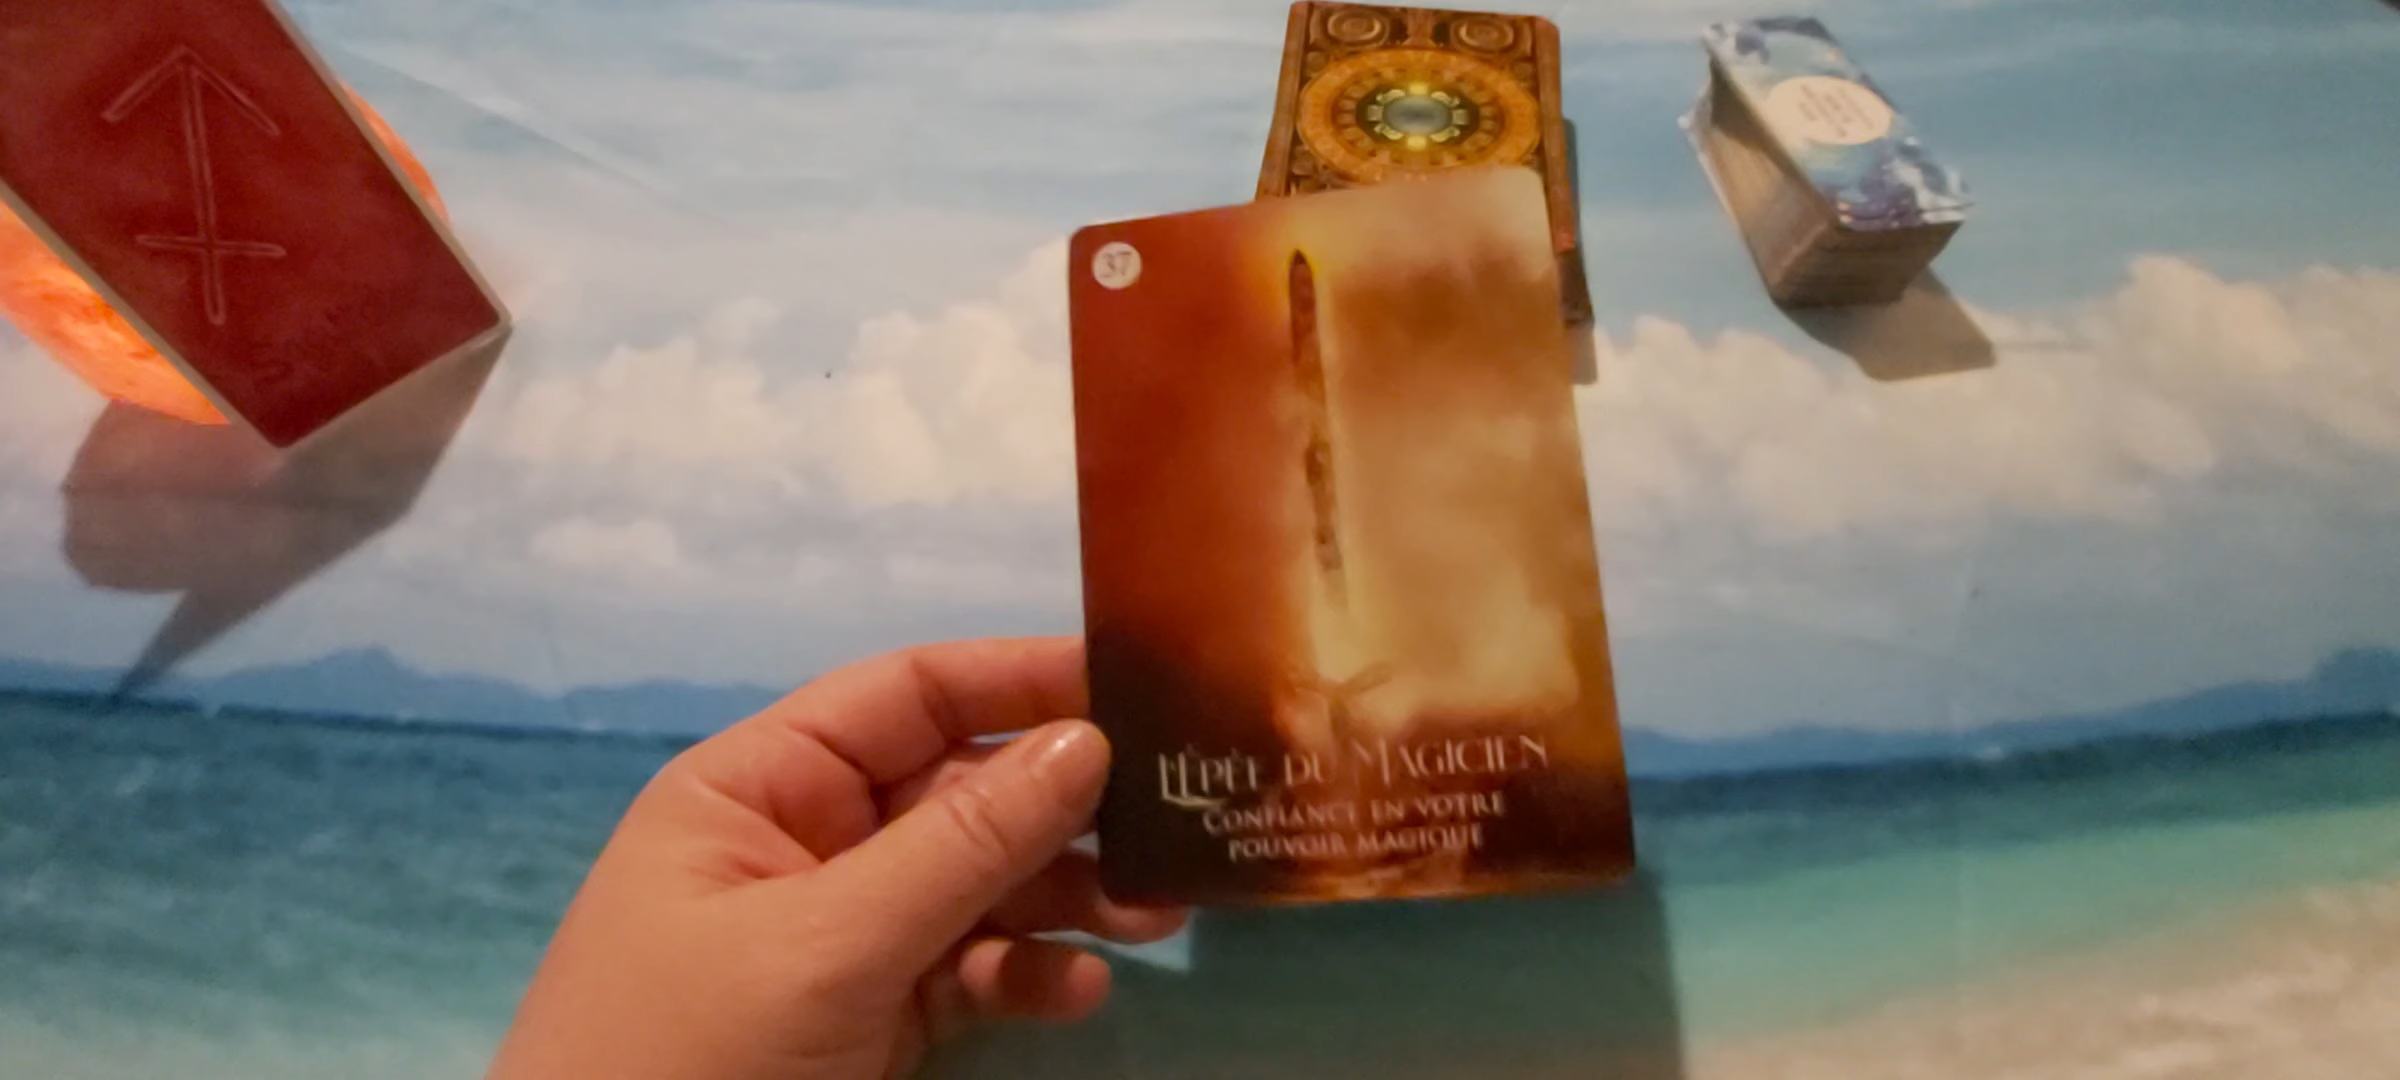 37
L'ÉPÉE DU MAGICIEN
CONFIANCE EN VOTRE
POUVOIR MAGIQUE